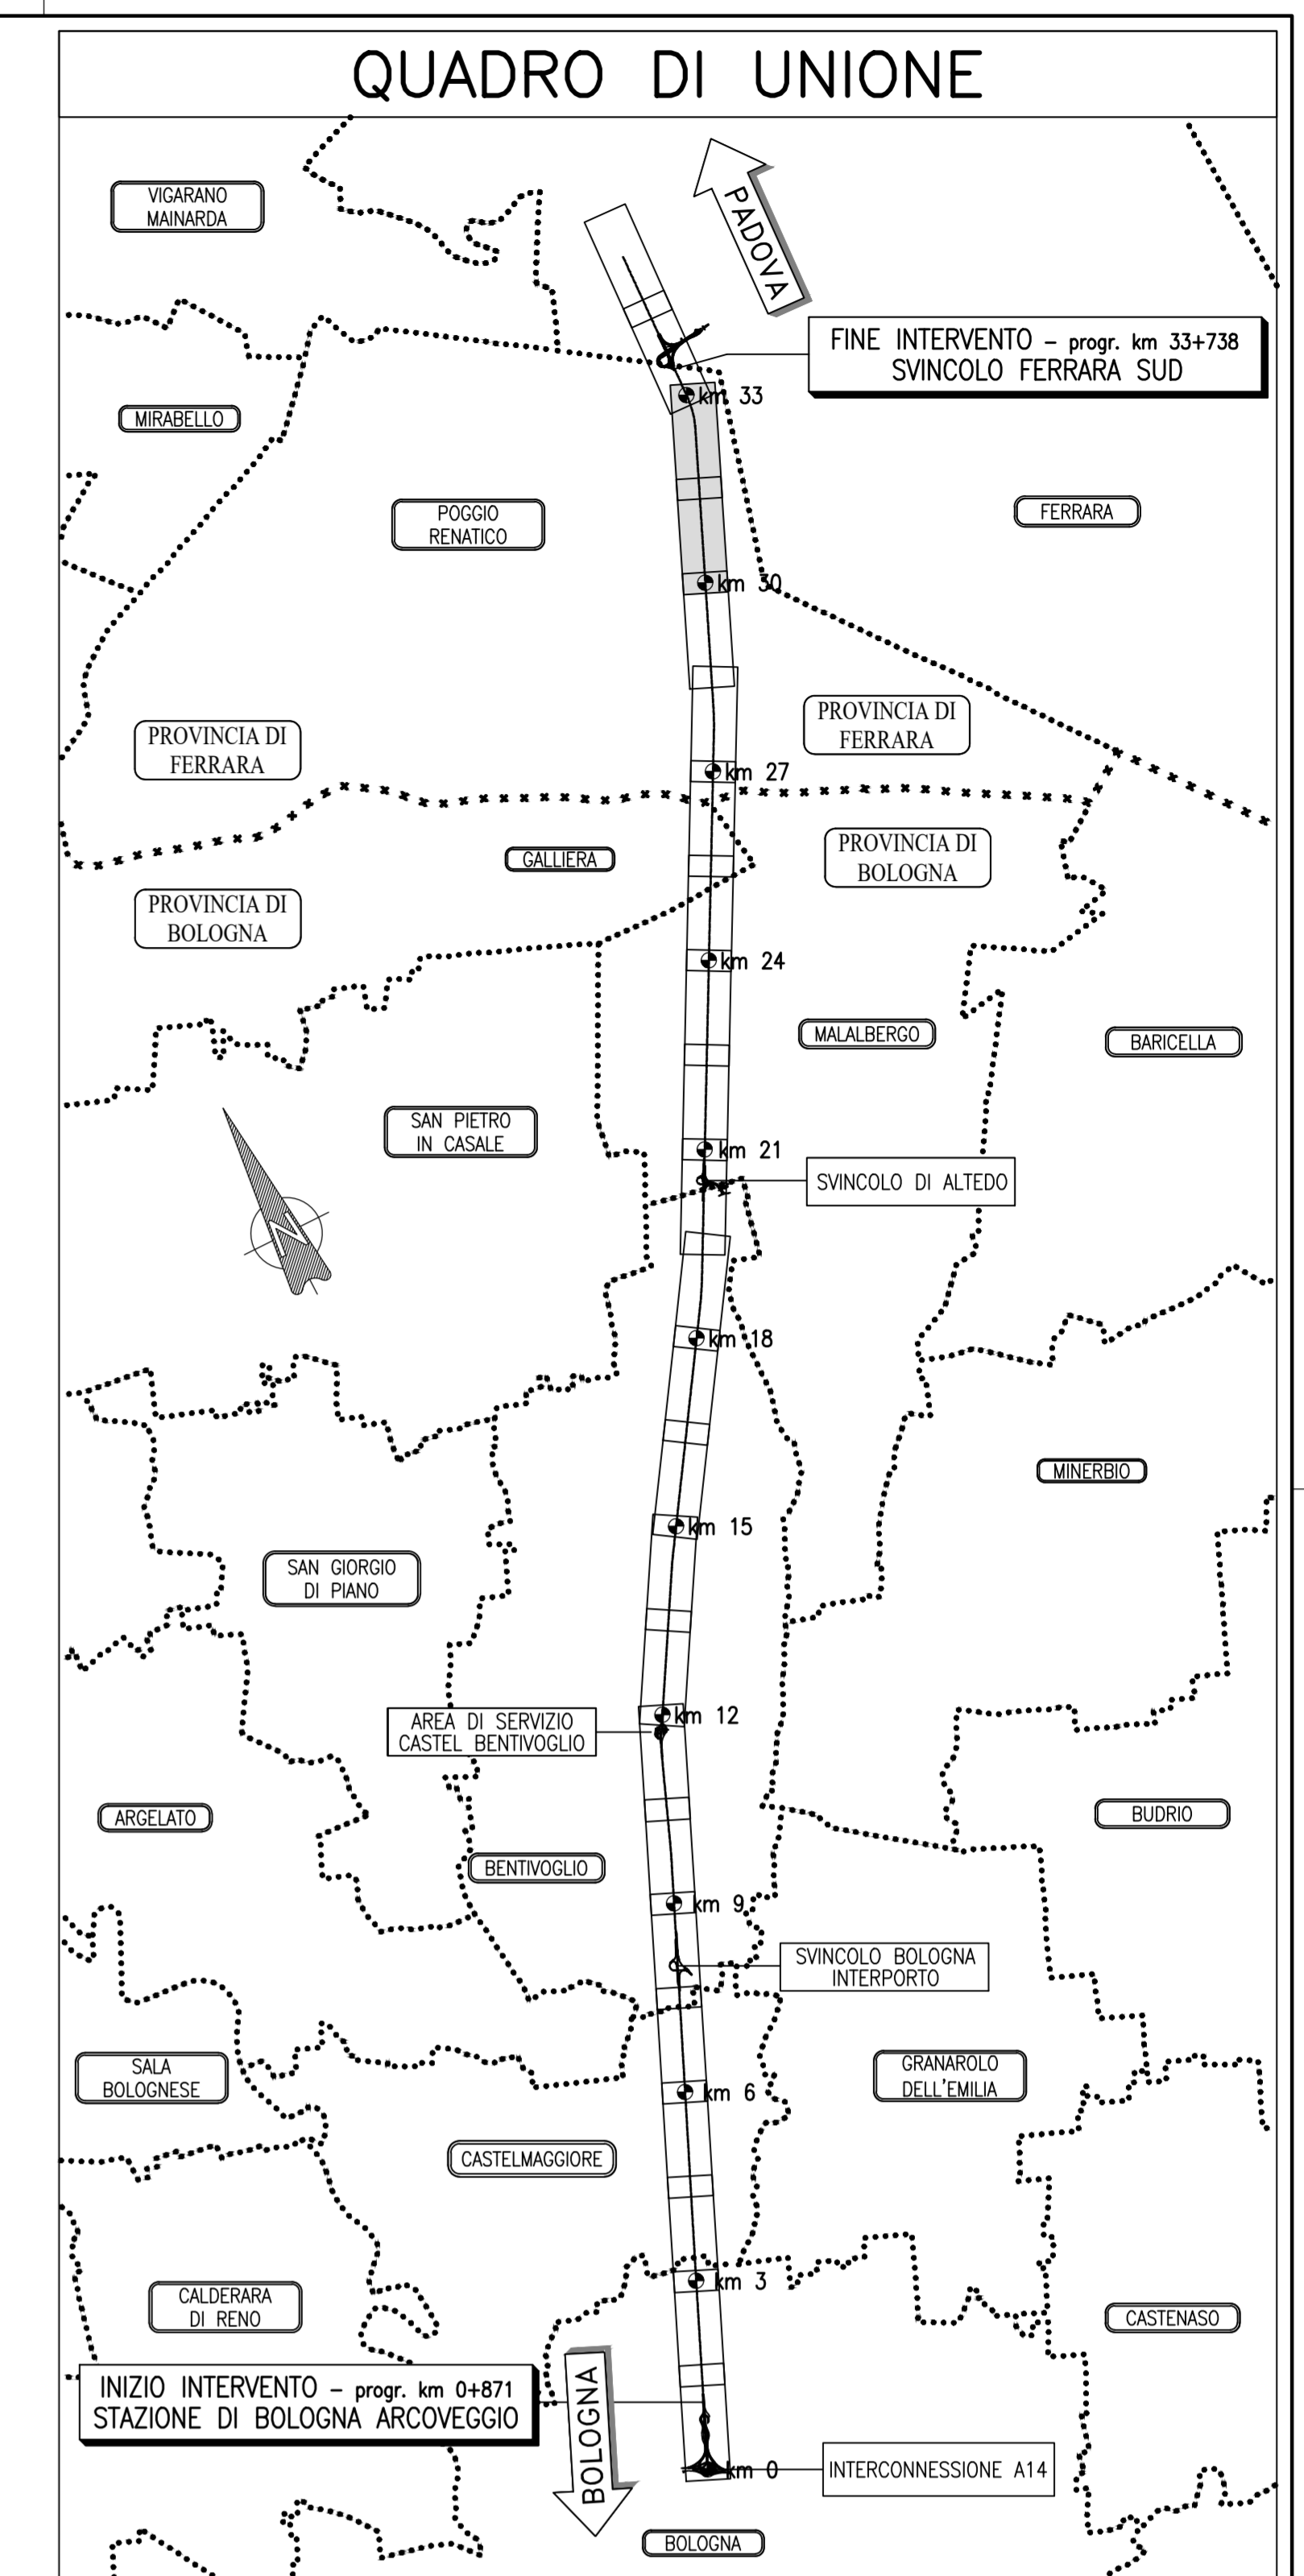 QUADRO DI UNIONE
VIGARANO
MAINARDA
PADOVA
FINE INTERVENTO – progr. km 33+738
SVINCOLO FERRARA SUD
km 33
MIRABELLO
POGGIO
RENATICO
FERRARA
km 30
PROVINCIA DI
FERRARA
PROVINCIA DI
FERRARA
km 27
GALLIERA
PROVINCIA DI
BOLOGNA
PROVINCIA DI
BOLOGNA
km 24
MALALBERGO
BARICELLA
SAN PIETRO
IN CASALE
km 21
SVINCOLO DI ALTEDO
N
km 18
MINERBIO
km 15
SAN GIORGIO
DI PIANO
km 12
AREA DI SERVIZIO
CASTEL BENTIVOGLIO
ARGELATO
BUDRIO
BENTIVOGLIO
km 9
SVINCOLO BOLOGNA
INTERPORTO
SALA
BOLOGNESE
GRANAROLO
DELL'EMILIA
km 6
CASTELMAGGIORE
km 3
CALDERARA
DI RENO
CASTENASO
INIZIO INTERVENTO – progr. km 0+871
STAZIONE DI BOLOGNA ARCOVEGGIO
BOLOGNA
km 0
INTERCONNESSIONE A14
BOLOGNA